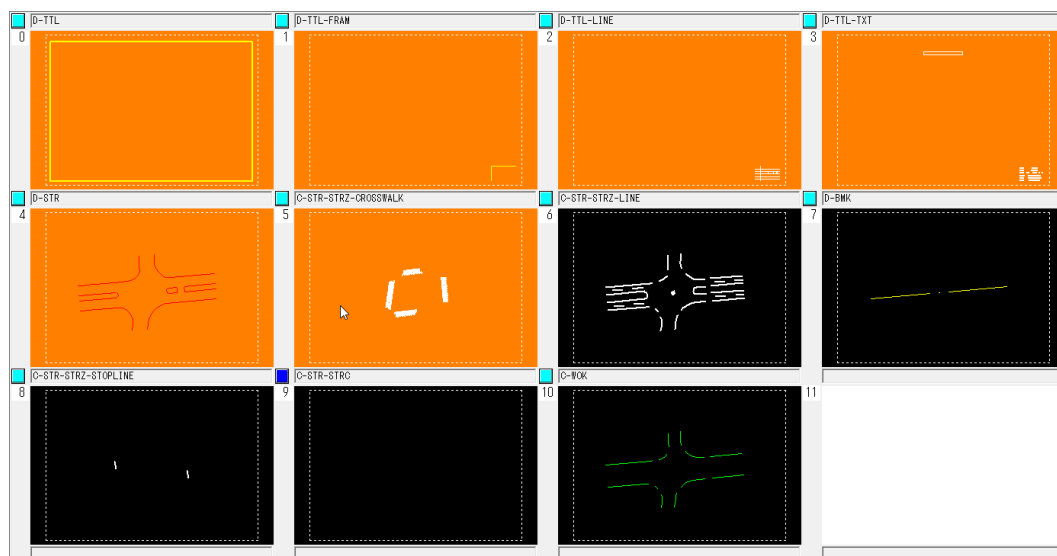 D-TTL D-TTL-FRAM D-TTL-LINE D-TTL-TXT
0 1 2 3
D-STR C-STR-STRZ-CROSSWALK C-STR-STRZ-LINE D-BMK
4 5 6 7
C-STR-STRZ-STOPLINE C-STR-STRC C-WOK
8 9 10 11